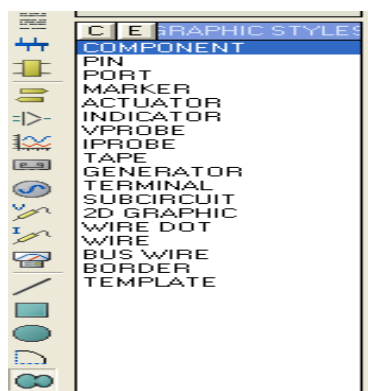 C E GRAPHIC STYLES
COMPONENT
PIN
PORT
MARKER
ACTUATOR
INDICATOR
VPROBE
IPROBE
TAPE
GENERATOR
TERMINAL
SUBCIRCUIT
2D GRAPHIC
WIRE DOT
WIRE
BUS WIRE
BORDER
TEMPLATE